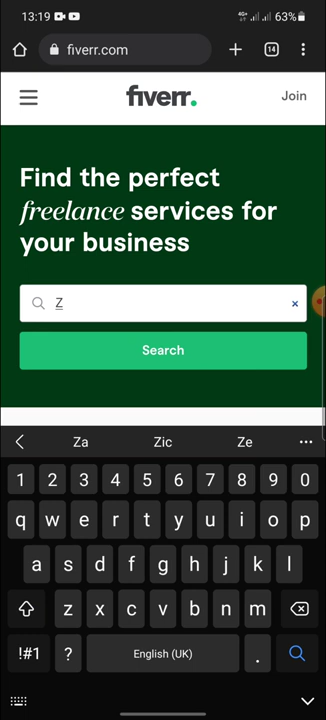 13:19 4G+ 63%
fiverr.com 14
fiverr. Join
Find the perfect
freelance services for
your business
Z ×
Search
Za Zic Ze
1 2 3 4 5 6 7 8 9 0
q w e r t y u i o p
a s d f g h j k l
z x c v b n m
!#1 ? English (UK) .